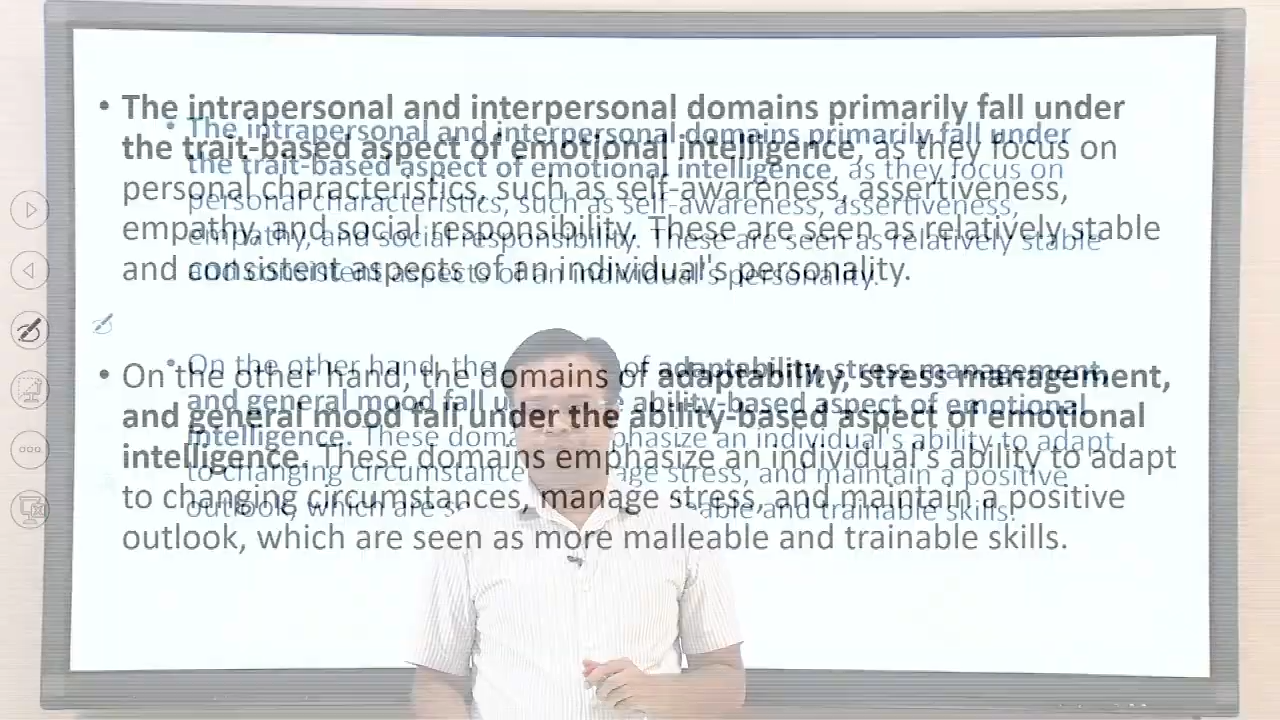 • The intrapersonal and interpersonal domains primarily fall under
the trait-based aspect of emotional intelligence, as they focus on
personal characteristics, such as self-awareness, assertiveness,
empathy, and social responsibility. These are seen as relatively stable
and consistent aspects of an individual's personality.
• On the other hand, the domains of adaptability, stress management,
and general mood fall under the ability-based aspect of emotional
intelligence. These domains emphasize an individual's ability to adapt
to changing circumstances, manage stress, and maintain a positive
outlook, which are seen as more malleable and trainable skills.